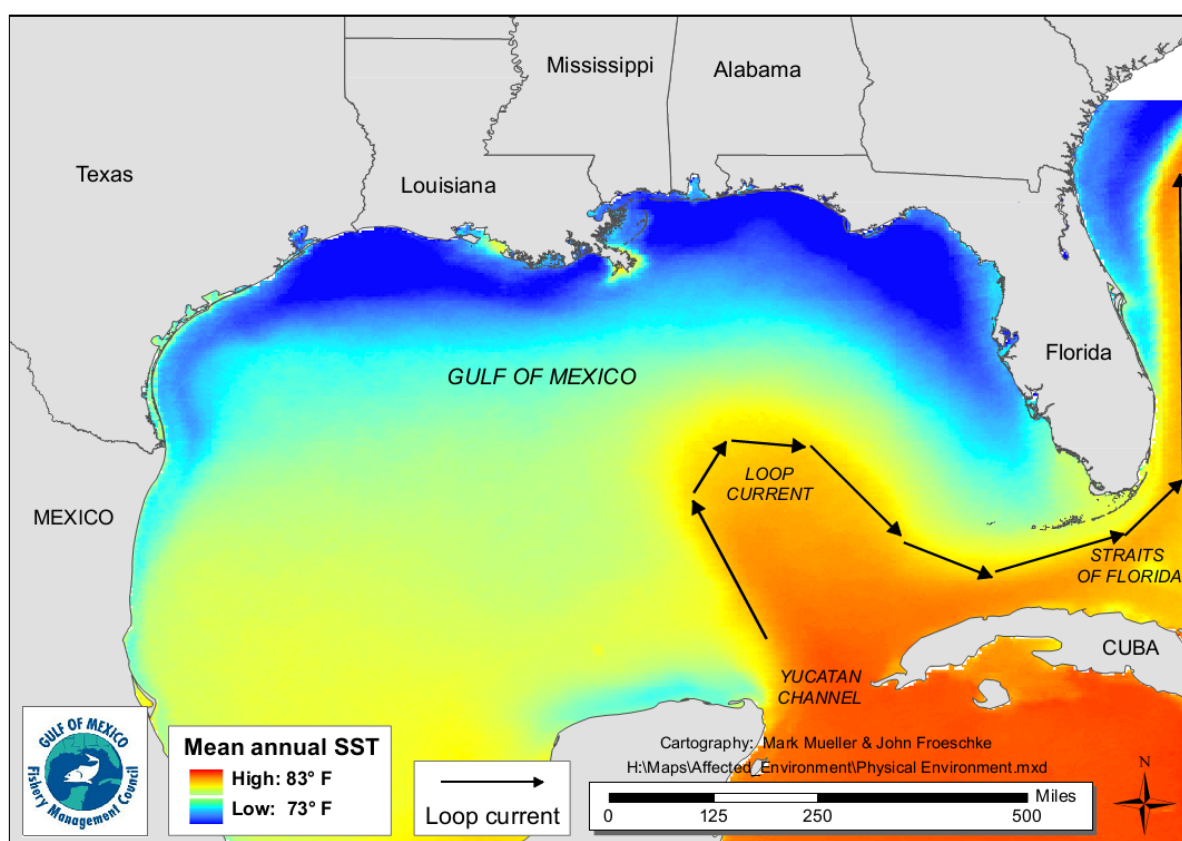 Mississippi
Alabama
Texas
Louisiana
GULF OF MEXICO
Florida
LOOP
CURRENT
MEXICO
STRAITS
OF FLORIDA
CUBA
YUCATAN
CHANNEL
GULF OF MEXICO
Fishery Management Council
Mean annual SST
High: 83° F
Low: 73° F
Loop current
Cartography: Mark Mueller & John Froeschke
H:\Maps\Affected_Environment\Physical Environment.mxd
Miles
0 125 250 500
N